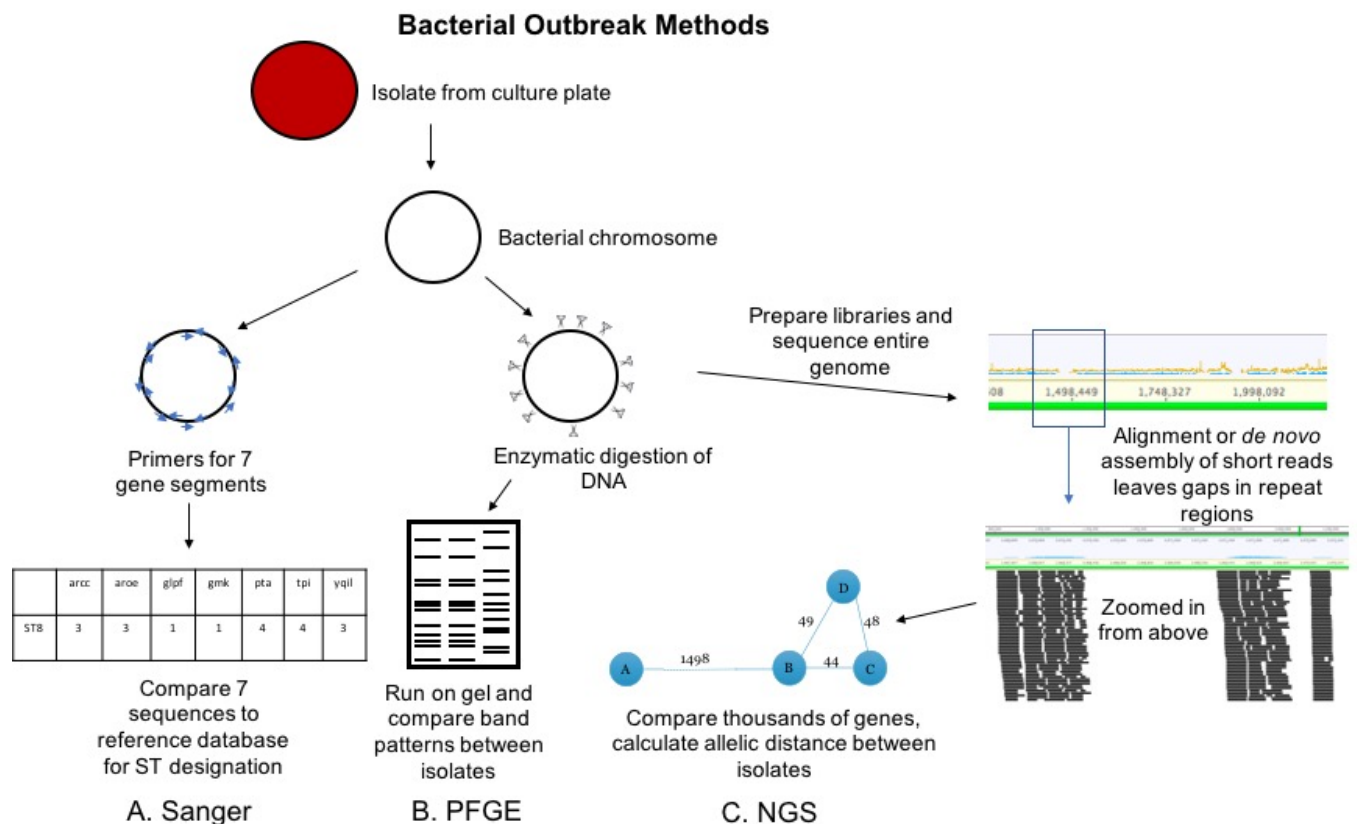 Bacterial Outbreak Methods
Isolate from culture plate
Bacterial chromosome
Primers for 7
gene segments
arcc aroe glpf gmk pta tpi yqil
ST8 3 3 1 1 4 4 3
Compare 7
sequences to
reference database
for ST designation
A. Sanger
Enzymatic digestion of
DNA
Run on gel and
compare band
patterns between
isolates
B. PFGE
Prepare libraries and
sequence entire
genome
308 1,498,449 1,748,327 1,998,092
Alignment or de novo
assembly of short reads
leaves gaps in repeat
regions
Zoomed in
from above
D
49 48
A 1498 B 44 C
Compare thousands of genes,
calculate allelic distance between
isolates
C. NGS